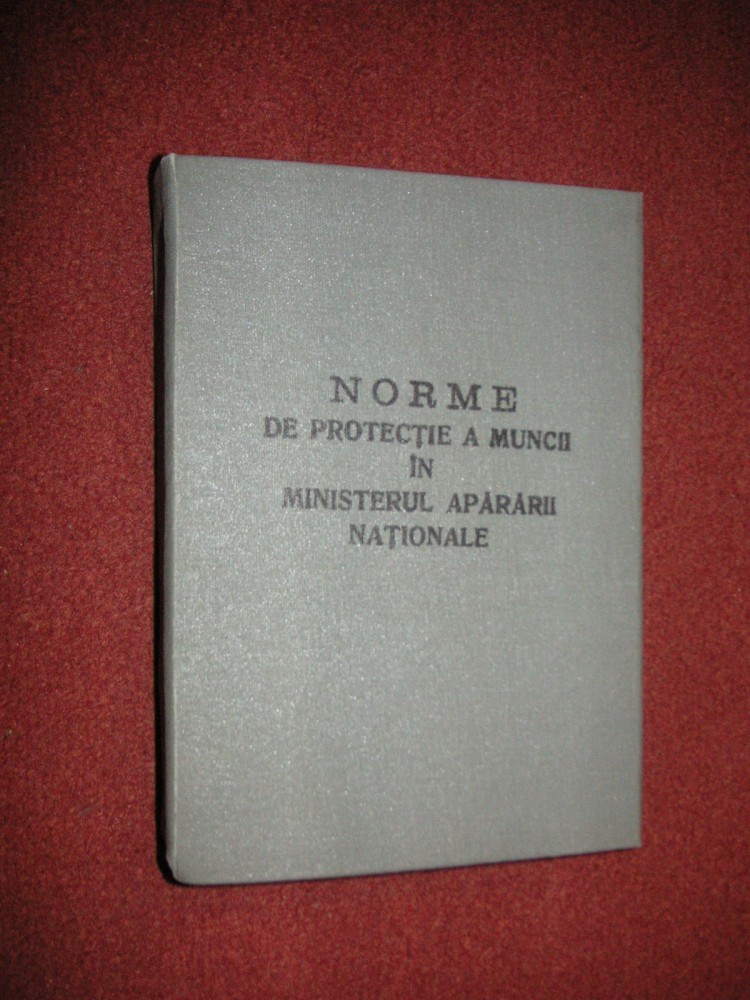 NORME
DE PROTECȚIE A MUNCII
ÎN
MINISTERUL APĂRĂRII
NAȚIONALE